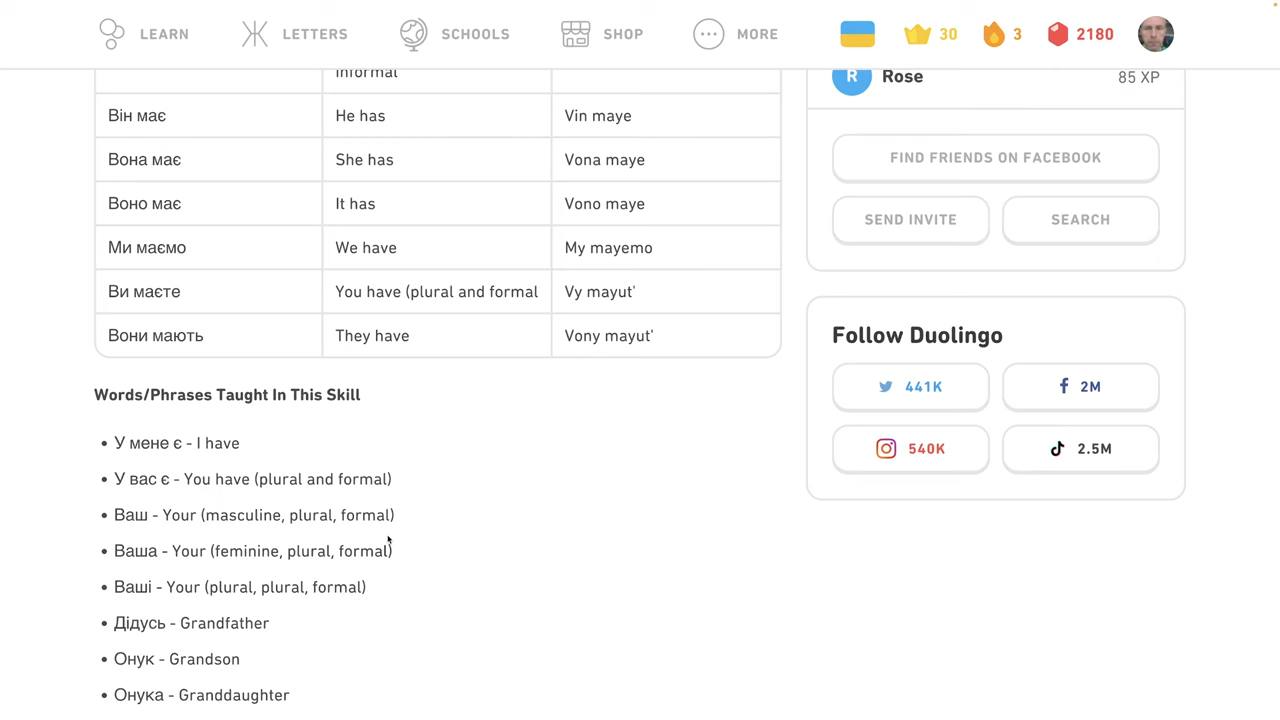 LEARN
LETTERS
SCHOOLS
SHOP
MORE
30
3
2180
informal
Він має
He has
Vin maye
Вона має
She has
Vona maye
Воно має
It has
Vono maye
Ми маємо
We have
My mayemo
Ви маєте
You have (plural and formal
Vy mayut'
Вони мають
They have
Vony mayut'
Words/Phrases Taught In This Skill
• У мене є - I have
• У вас є - You have (plural and formal)
• Ваш - Your (masculine, plural, formal)
• Ваша - Your (feminine, plural, formal)
• Ваші - Your (plural, plural, formal)
• Дідусь - Grandfather
• Онук - Grandson
• Онука - Granddaughter
R
Rose
85 XP
FIND FRIENDS ON FACEBOOK
SEND INVITE
SEARCH
Follow Duolingo
441K
2M
540K
2.5M